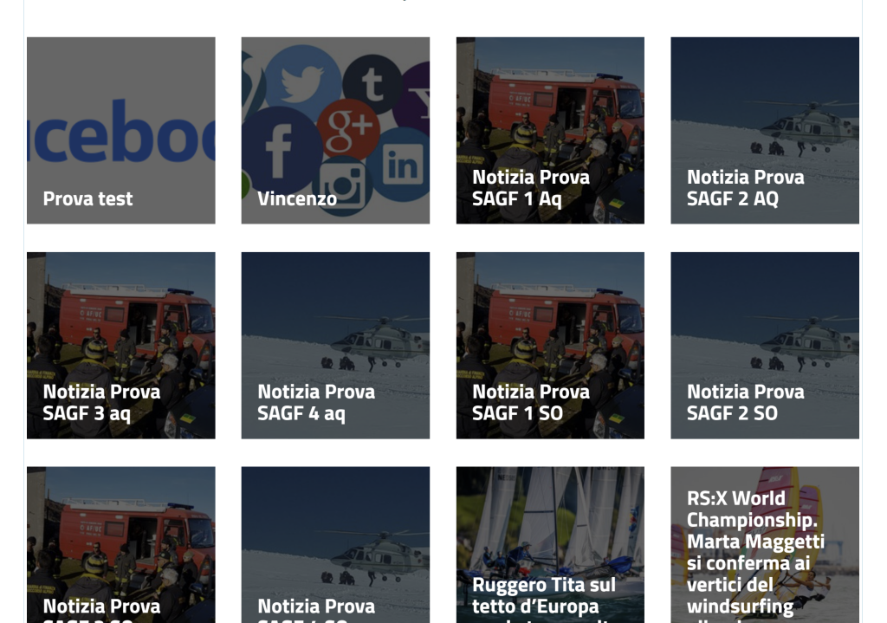 Prova test
Vincenzo
Notizia Prova
SAGF 1 Aq
Notizia Prova
SAGF 2 AQ
Notizia Prova
SAGF 3 aq
Notizia Prova
SAGF 4 aq
Notizia Prova
SAGF 1 SO
Notizia Prova
SAGF 2 SO
Notizia Prova
Notizia Prova
Ruggero Tita sul
tetto d’Europa
RS:X World
Championship.
Marta Maggetti
si conferma ai
vertici del
windsurfing